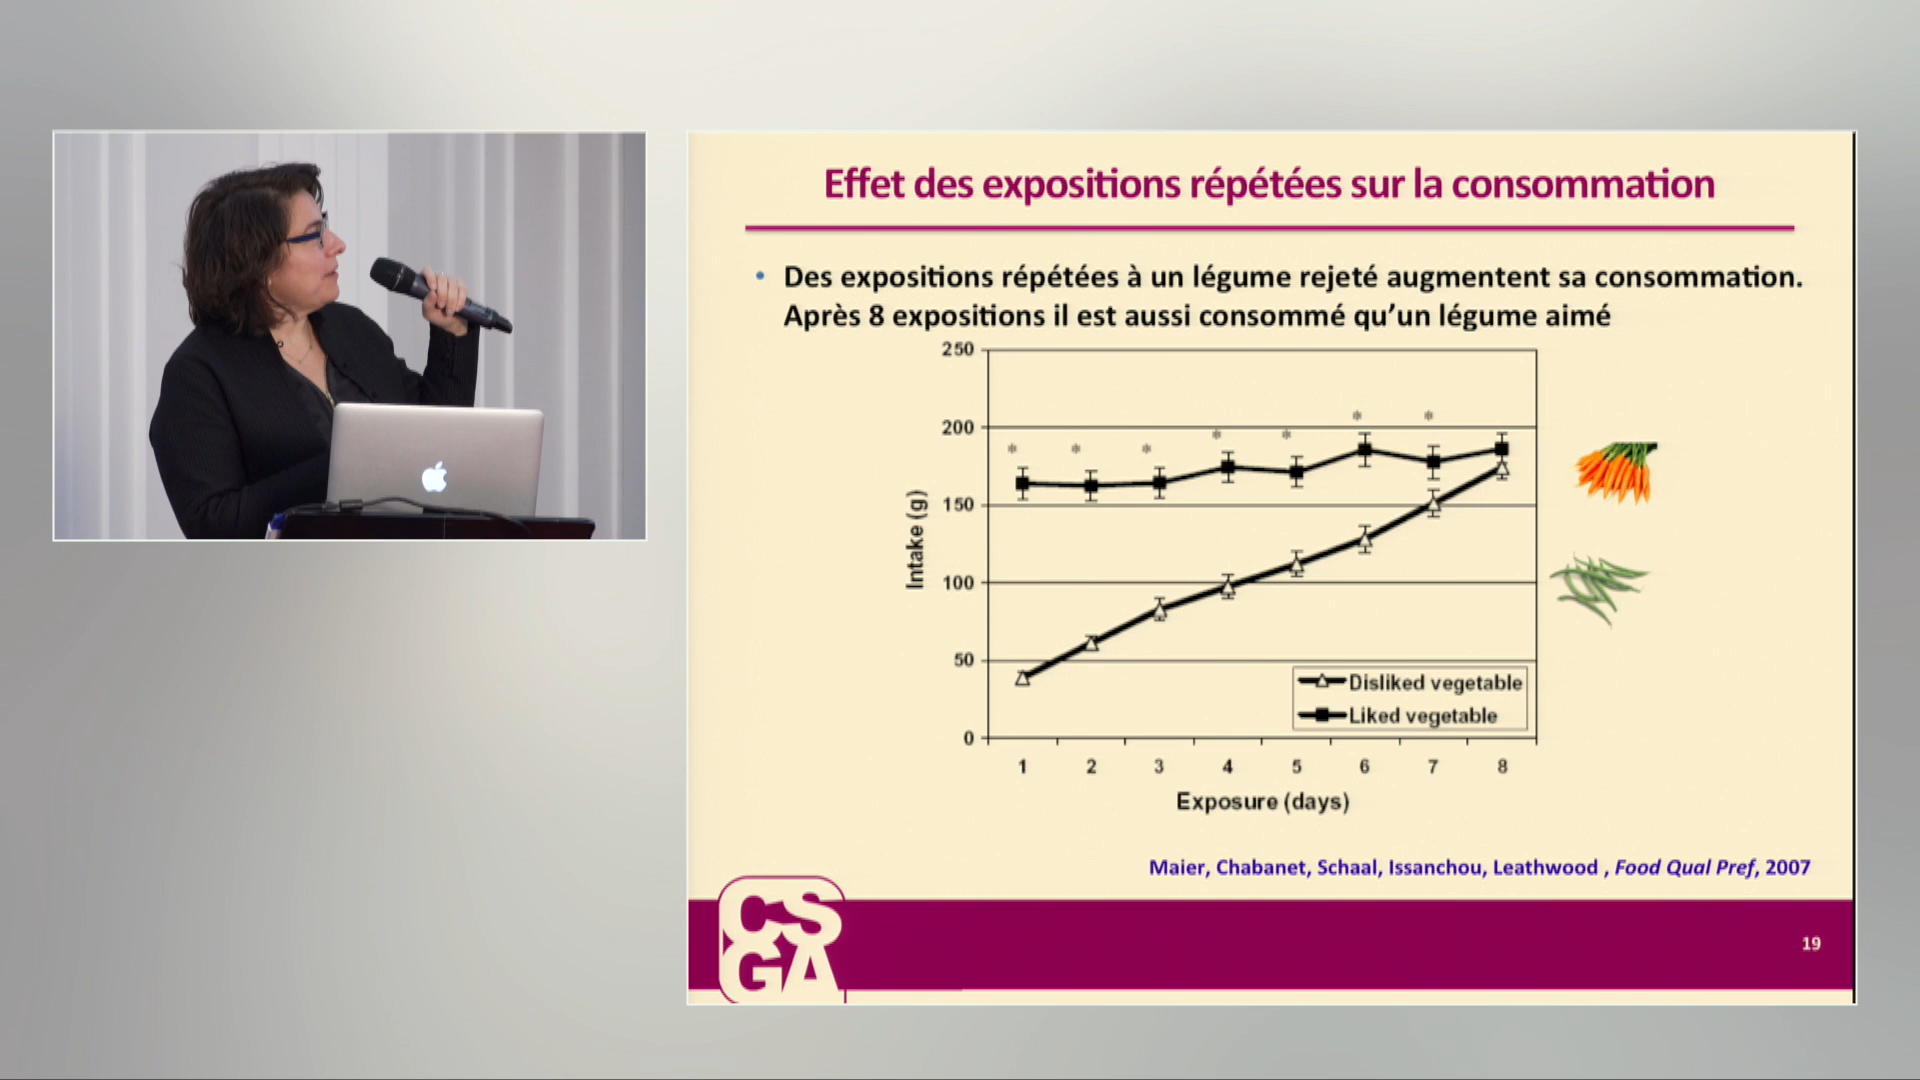 Effet des expositions répétées sur la consommation
• Des expositions répétées à un légume rejeté augmentent sa consommation.
Après 8 expositions il est aussi consommé qu'un légume aimé
250
200
150
100
50
0
Intake (g)
* * * * * * *
Disliked vegetable
Liked vegetable
1 2 3 4 5 6 7 8
Exposure (days)
Maier, Chabanet, Schaal, Issanchou, Leathwood , Food Qual Pref, 2007
CS
GA
19